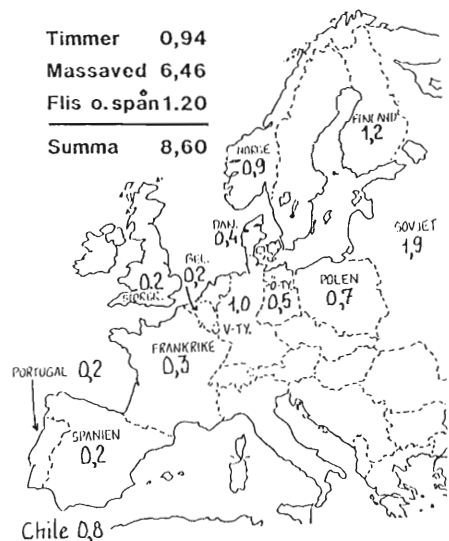 Timmer 0,94
Massaved 6,46
Flis o. spån 1.20
Summa 8,60
FINLAND
1,2
NORGE
0,9
DAN.
0,4
SOVJET
1,9
BEL.
0,2
0.2
STORBR.
1,0
V-TY.
Ö-TY.
0,5
POLEN
0,7
FRANKRIKE
0,3
PORTUGAL 0,2
SPANIEN
0,2
Chile 0,8